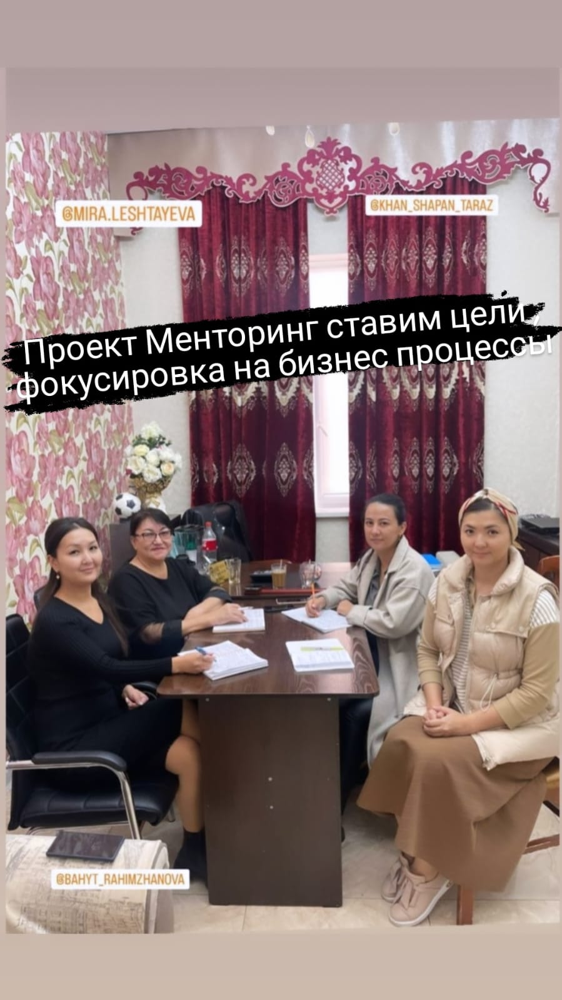 @MIRA.LESHTAYEVA
@KHAN_SHAPAN_TARAZ
Проект Менторинг ставим цели ,
фокусировка на бизнес процессы
@BAHYT_RAHIMZHANOVA